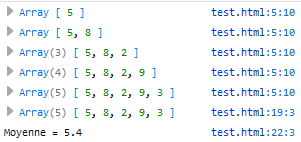 Array [ 5 ] test.html:5:10
Array [ 5, 8 ] test.html:5:10
Array(3) [ 5, 8, 2 ] test.html:5:10
Array(4) [ 5, 8, 2, 9 ] test.html:5:10
Array(5) [ 5, 8, 2, 9, 3 ] test.html:5:10
Array(5) [ 5, 8, 2, 9, 3 ] test.html:19:3
Moyenne = 5.4 test.html:22:3